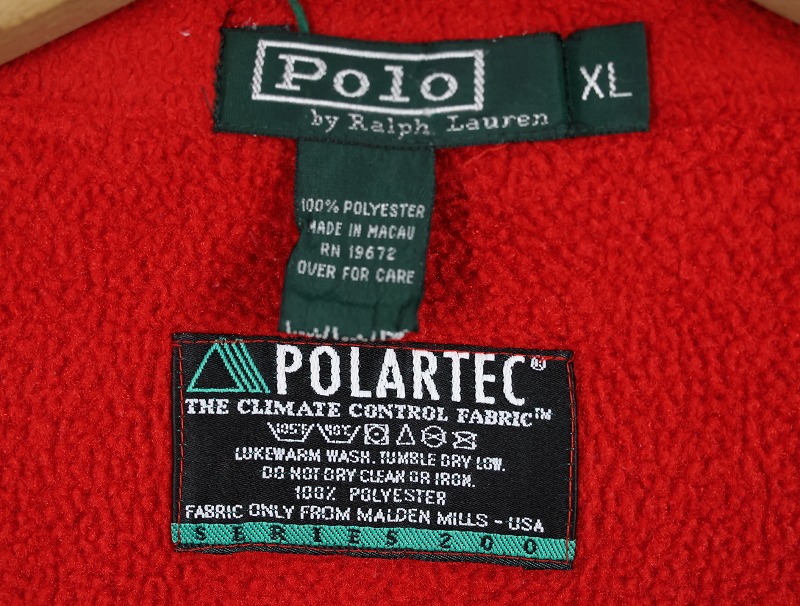 Polo
by Ralph Lauren
XL
100% POLYESTER
MADE IN MACAU
RN 19672
OVER FOR CARE
POLARTEC®
THE CLIMATE CONTROL FABRIC™
105°F 40°C
LUKEWARM WASH. TUMBLE DRY LOW.
DO NOT DRY CLEAN OR IRON.
100% POLYESTER
FABRIC ONLY FROM MALDEN MILLS - USA
SERIES 200